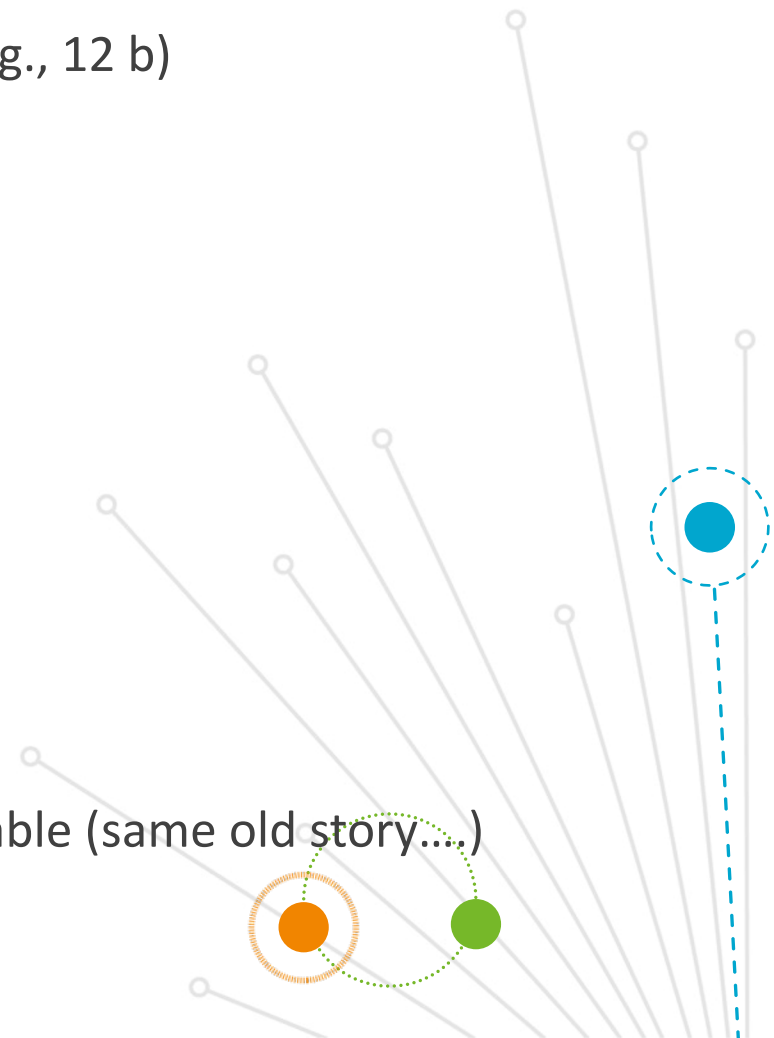 g., 12 b)
able (same old story....)